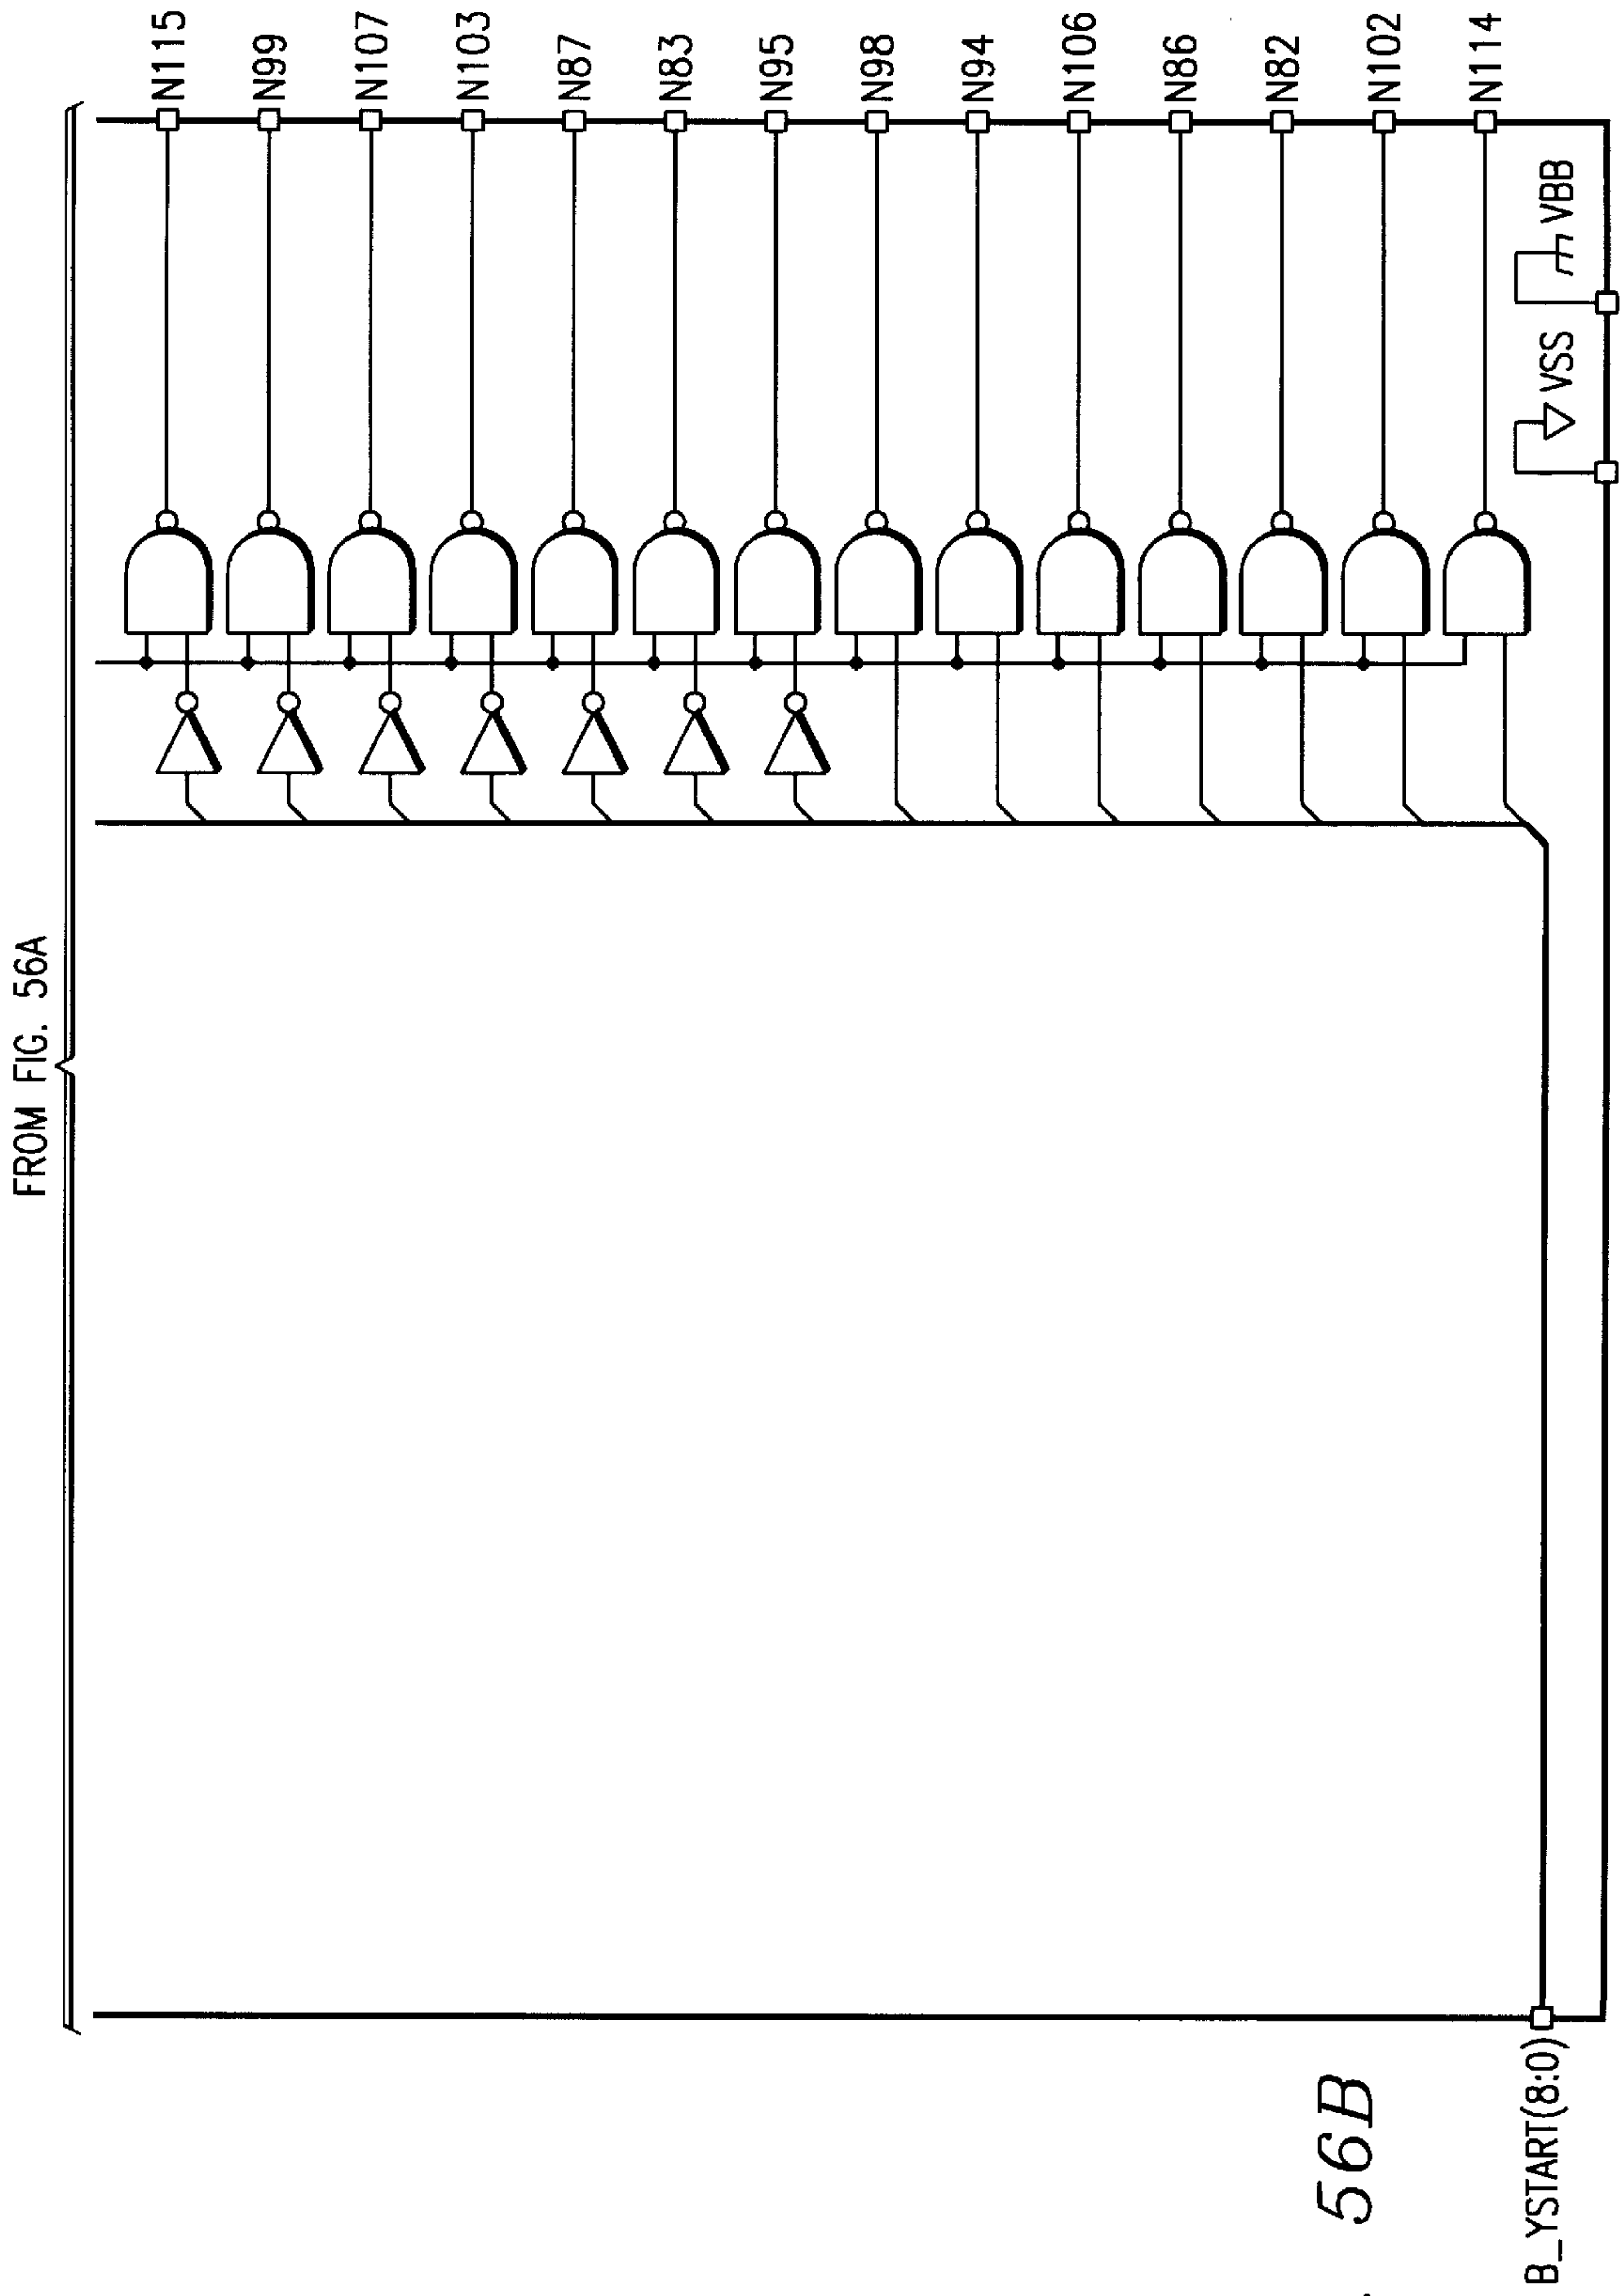 FROM FIG. 56A
N115
N99
N107
N103
N87
N83
N95
N98
N94
N106
N86
N82
N102
N114
VSS
VBB
B_YSTART(8:0)
56B